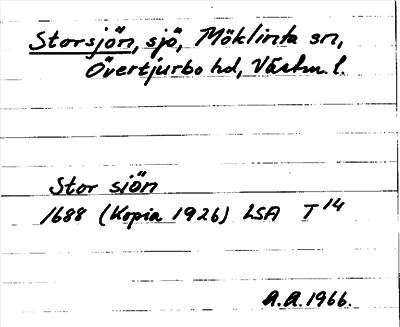 Storsjön, sjö, Möklinta sn,
Övertjurbo hd, Västm. l.
Stor siön
1688 (Kopia 1926) LSA T 14
A.A. 1966.